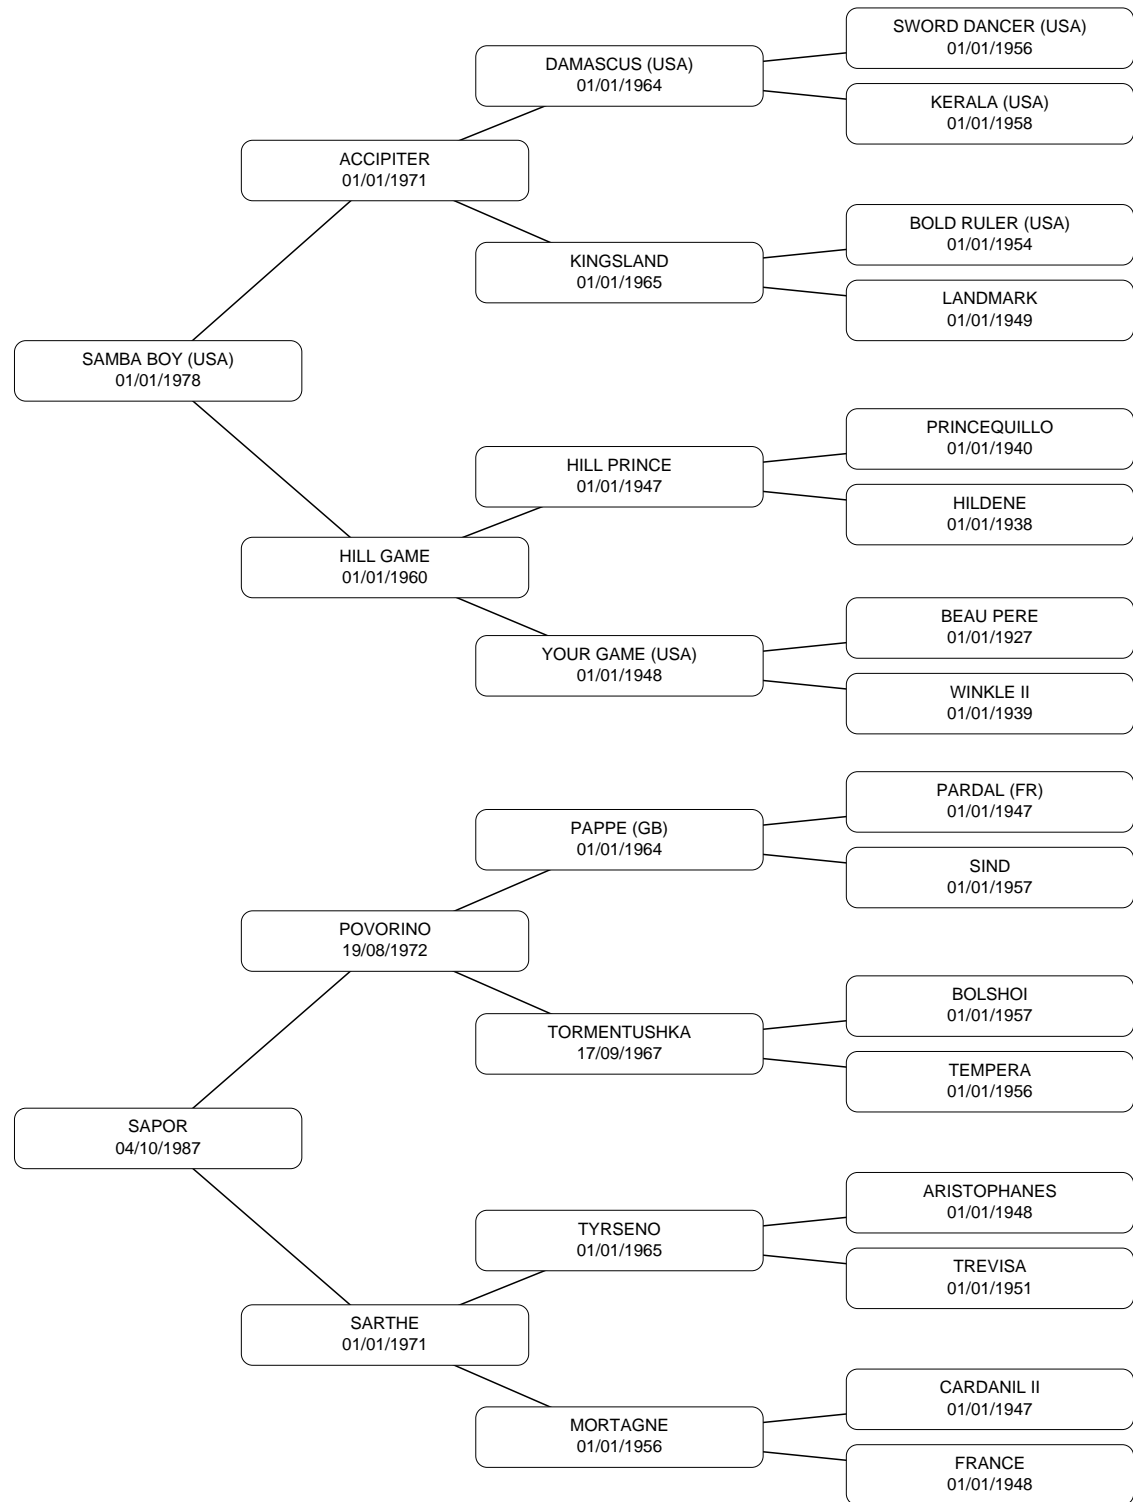 SWORD DANCER (USA)
01/01/1956
DAMASCUS (USA)
01/01/1964
KERALA (USA)
01/01/1958
ACCIPITER
01/01/1971
BOLD RULER (USA)
01/01/1954
KINGSLAND
01/01/1965
LANDMARK
01/01/1949
SAMBA BOY (USA)
01/01/1978
PRINCEQUILLO
01/01/1940
HILL PRINCE
01/01/1947
HILDENE
01/01/1938
HILL GAME
01/01/1960
BEAU PERE
01/01/1927
YOUR GAME (USA)
01/01/1948
WINKLE II
01/01/1939
PARDAL (FR)
01/01/1947
PAPPE (GB)
01/01/1964
SIND
01/01/1957
POVORINO
19/08/1972
BOLSHOI
01/01/1957
TORMENTUSHKA
17/09/1967
TEMPERA
01/01/1956
SAPOR
04/10/1987
ARISTOPHANES
01/01/1948
TYRSENO
01/01/1965
TREVISA
01/01/1951
SARTHE
01/01/1971
CARDANIL II
01/01/1947
MORTAGNE
01/01/1956
FRANCE
01/01/1948